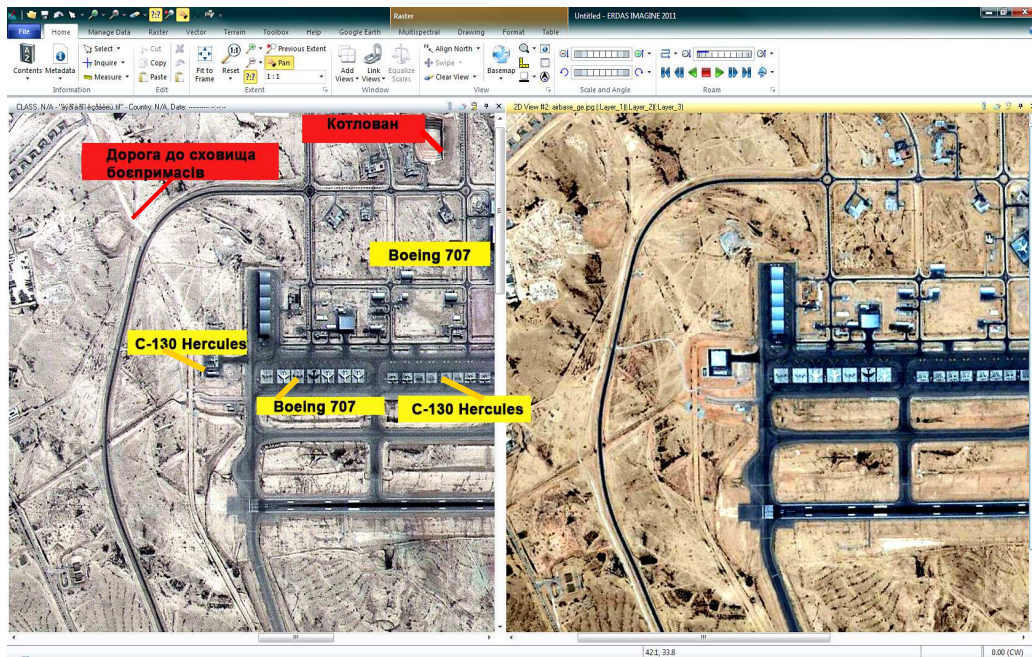 Raster
Untitled - ERDAS IMAGINE 2011
File Home Manage Data Raster Vector Terrain Toolbox Help Google Earth Multispectral Drawing Format Table
Contents
Metadata
Select
Inquire
Measure
Information
Cut
Copy
Paste
Paste
Edit
Fit to
Frame
Reset
Previous Extent
Pan
1:1
Extent
Add
Views
Link
Views
Equalize
Scales
Window
Align North
Swipe
Clear View
Basemap
View
Scale and Angle
Roam
2D View #2: airbase_ge.jpg(:Layer_1)(:Layer_2)(:Layer_3)
Котлован
Дорога до сховища
боєпримасів
Boeing 707
C-130 Hercules
Boeing 707
C-130 Hercules
42.1, 33.8
0.00 (CW)